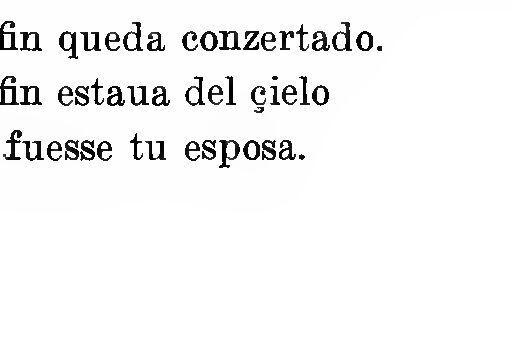 fin queda conzertado.
fin estaua del çielo
fuesse tu esposa.